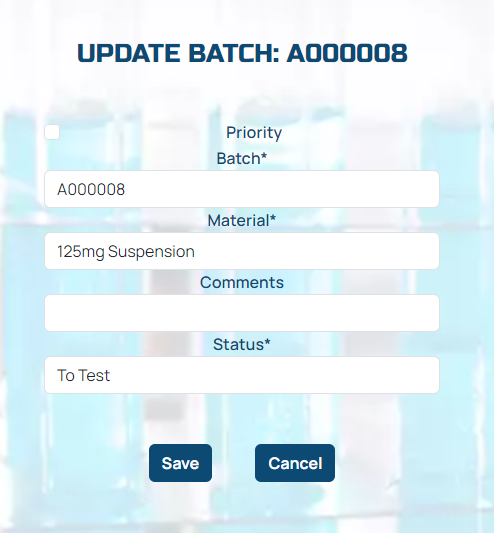 UPDATE BATCH: A000008
Priority
Batch*
A000008
Material*
125mg Suspension
Comments
Status*
To Test
Save Cancel